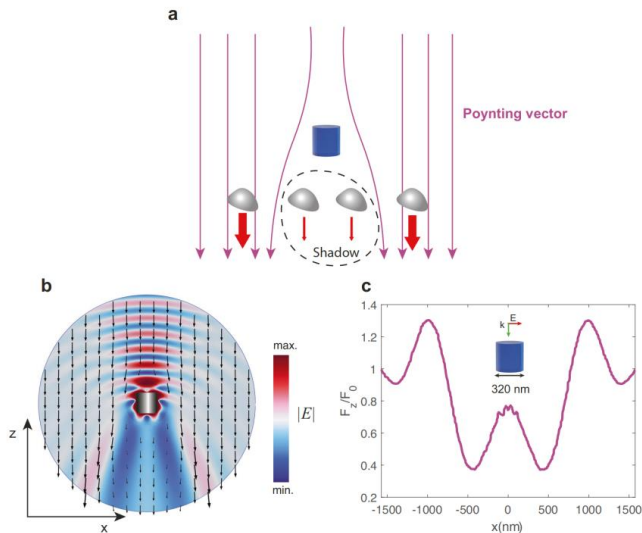 a
Poynting vector
Shadow
b
max.
|E|
min.
z
x
c
1.4
1.2
1
0.8
0.6
0.4
0.2
F_z/F_0
E
k
320 nm
-1500 -1000 -500 0 500 1000 1500
x(nm)